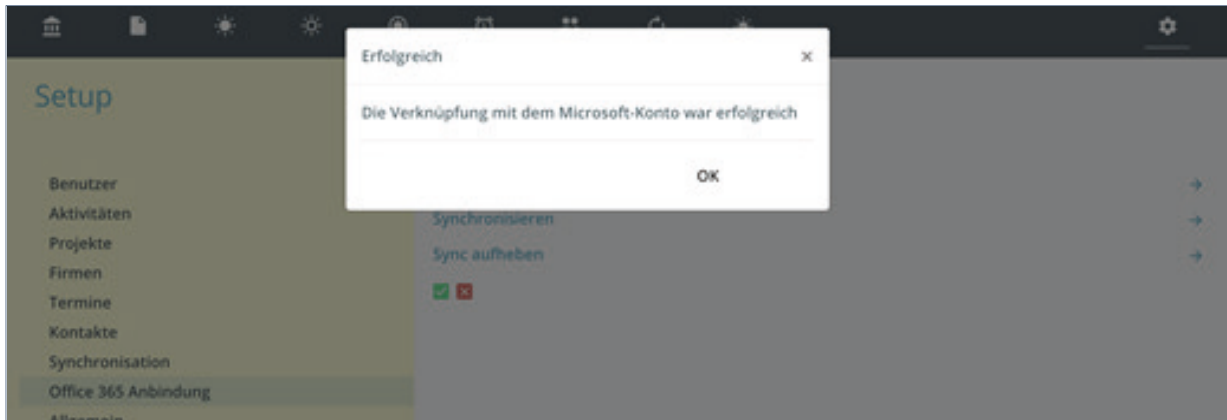 Erfolgreich ×
Die Verknüpfung mit dem Microsoft-Konto war erfolgreich
OK
Setup
Benutzer
Aktivitäten
Projekte
Firmen
Termine
Kontakte
Synchronisation
Office 365 Anbindung
Allgemein
Synchronisieren
Sync aufheben